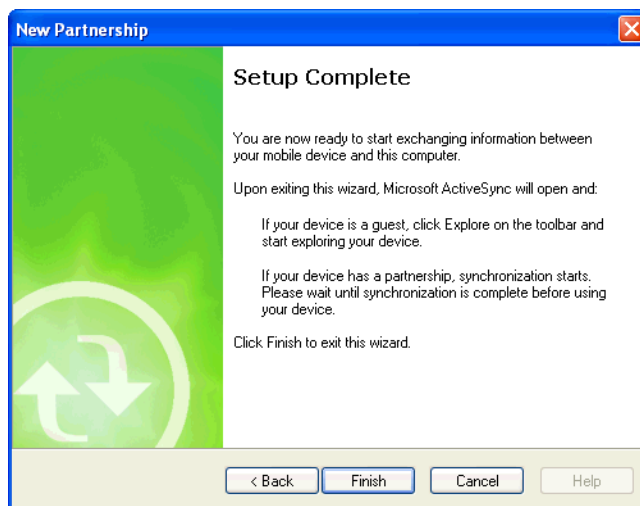 New Partnership
Setup Complete
You are now ready to start exchanging information between
your mobile device and this computer.
Upon exiting this wizard, Microsoft ActiveSync will open and:
If your device is a guest, click Explore on the toolbar and
start exploring your device.
If your device has a partnership, synchronization starts.
Please wait until synchronization is complete before using
your device.
Click Finish to exit this wizard.
< Back
Finish
Cancel
Help